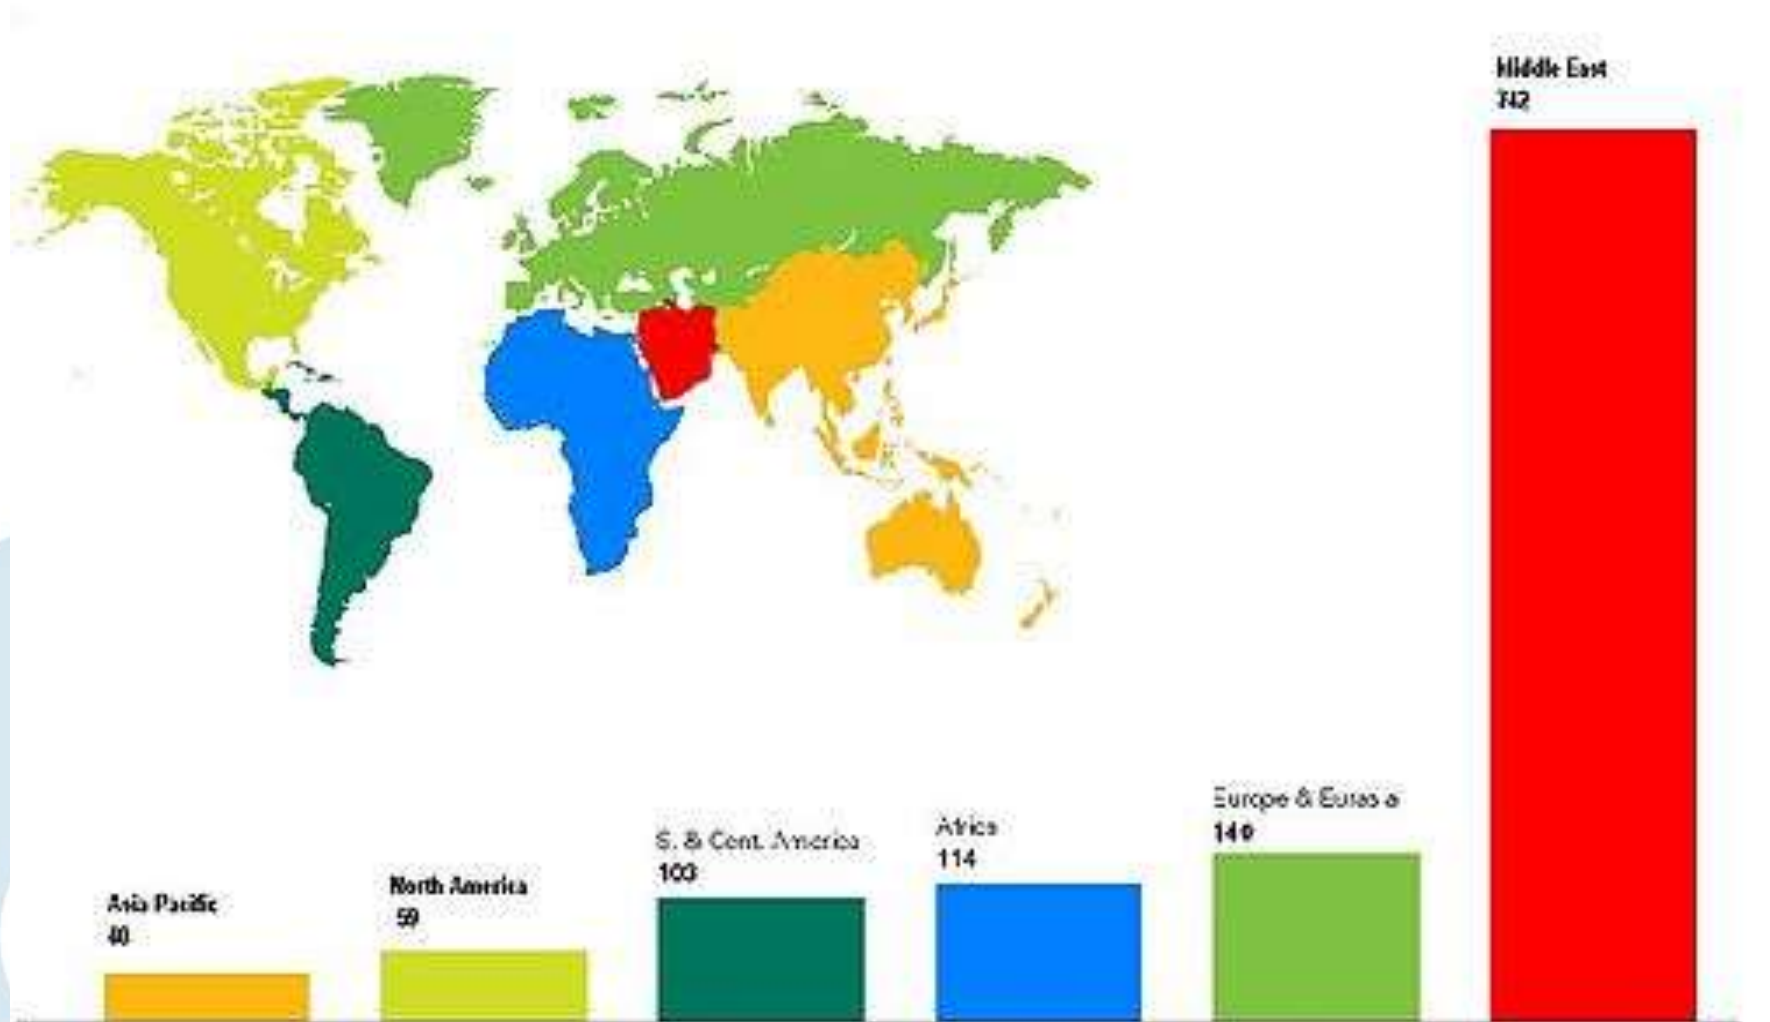 Middle East
742
Europe & Eurasia
140
Africa
114
S. & Cent. America
103
North America
59
Asia Pacific
40